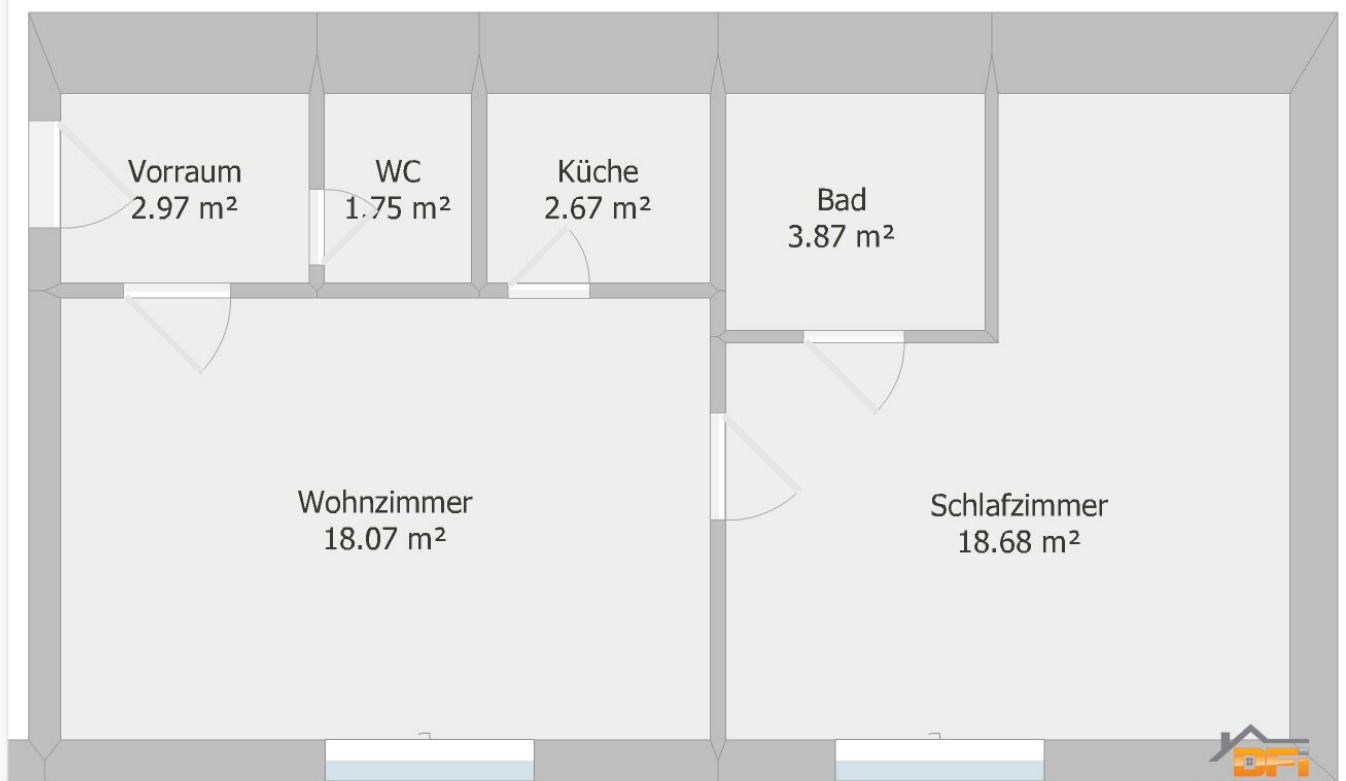 Vorraum
2.97 m²
WC
1.75 m²
Küche
2.67 m²
Bad
3.87 m²
Wohnzimmer
18.07 m²
Schlafzimmer
18.68 m²
DFI